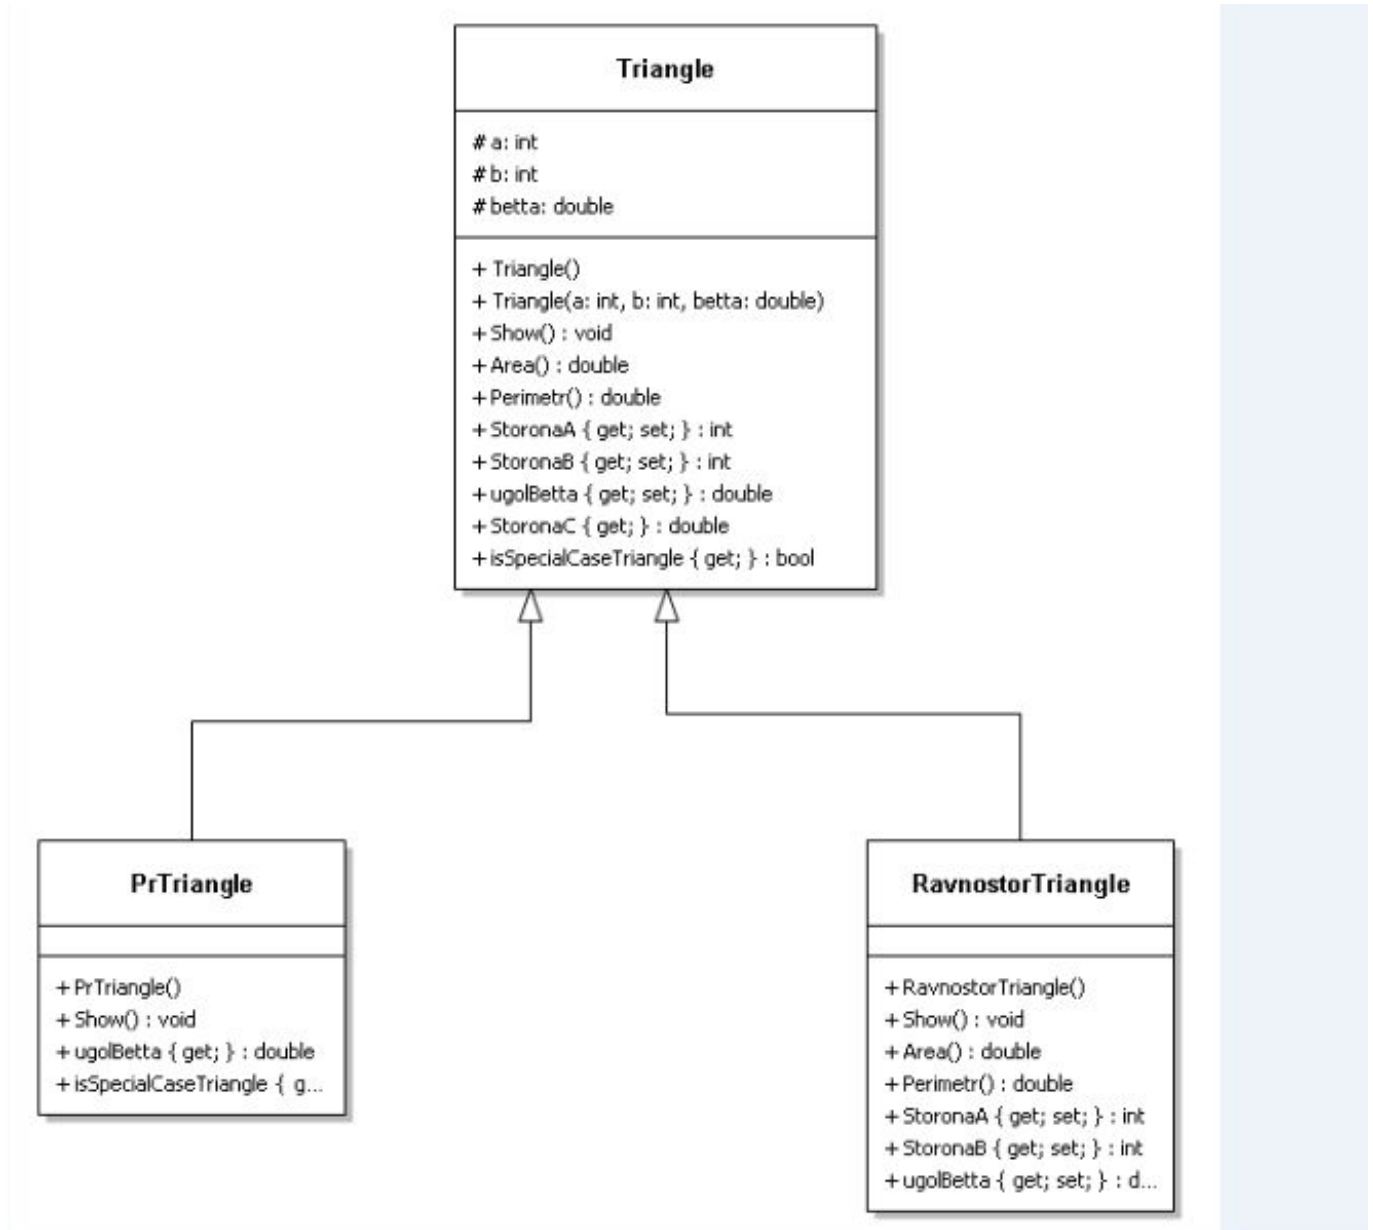 Triangle
# a: int
# b: int
# betta: double
+ Triangle()
+ Triangle(a: int, b: int, betta: double)
+ Show() : void
+ Area() : double
+ Perimetr() : double
+ StoronaA { get; set; } : int
+ StoronaB { get; set; } : int
+ ugolBetta { get; set; } : double
+ StoronaC { get; } : double
+ isSpecialCaseTriangle { get; } : bool
PrTriangle
+ PrTriangle()
+ Show() : void
+ ugolBetta { get; } : double
+ isSpecialCaseTriangle { g...
RavnostorTriangle
+ RavnostorTriangle()
+ Show() : void
+ Area() : double
+ Perimetr() : double
+ StoronaA { get; set; } : int
+ StoronaB { get; set; } : int
+ ugolBetta { get; set; } : d...